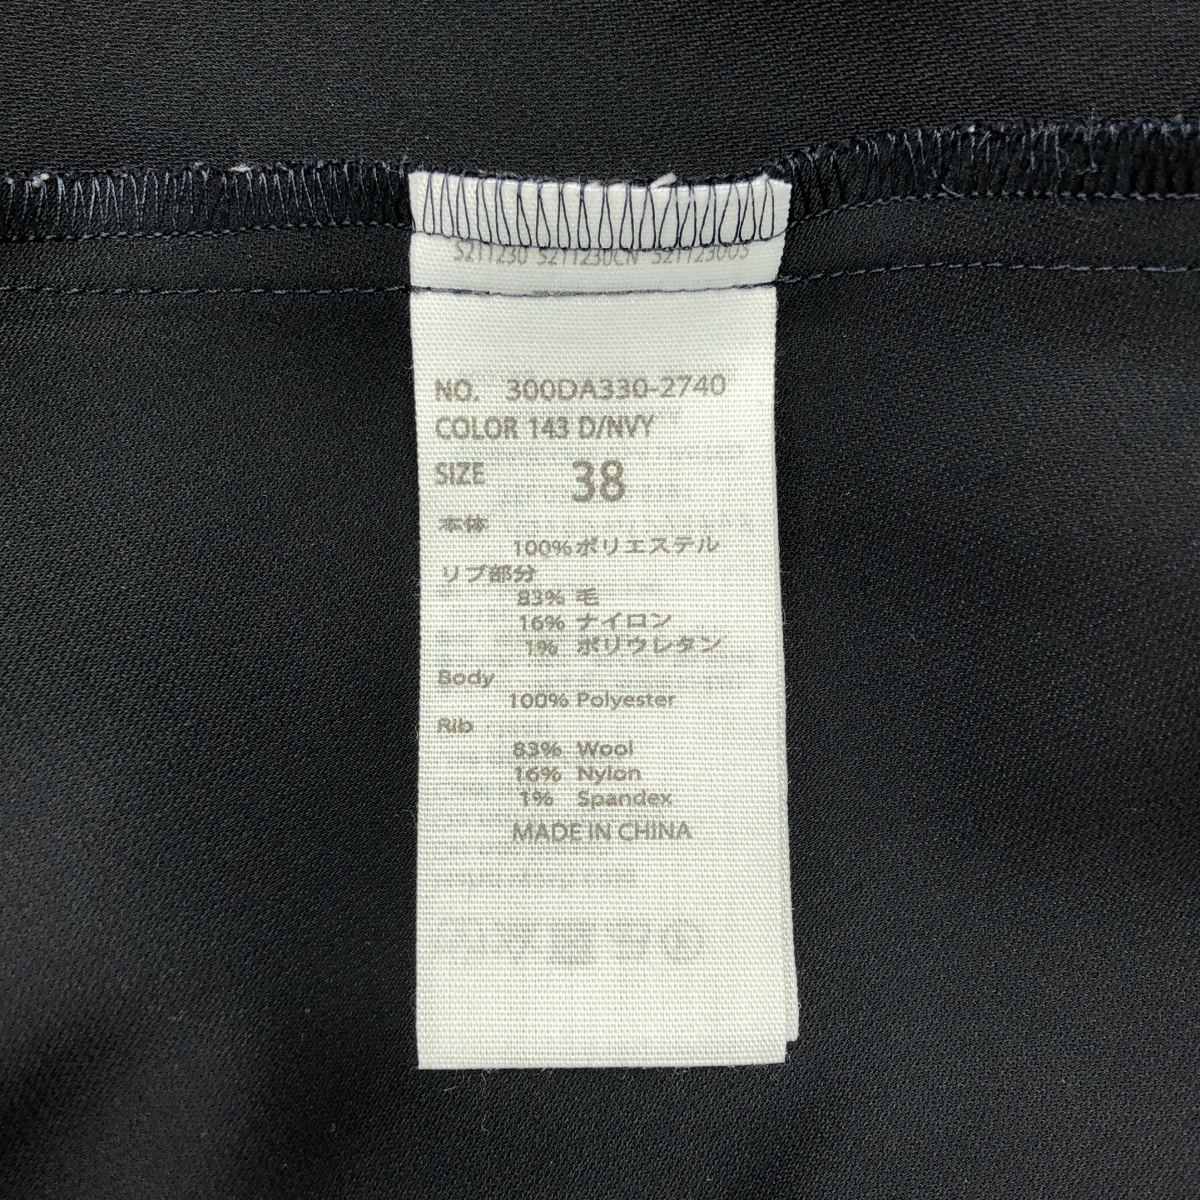 S211230 S211230CN S211230US
NO. 300DA330-2740
COLOR 143 D/NVY
SIZE 38
本体
100%ポリエステル
リブ部分
83% 毛
16% ナイロン
1% ポリウレタン
Body
100% Polyester
Rib
83% Wool
16% Nylon
1% Spandex
MADE IN CHINA